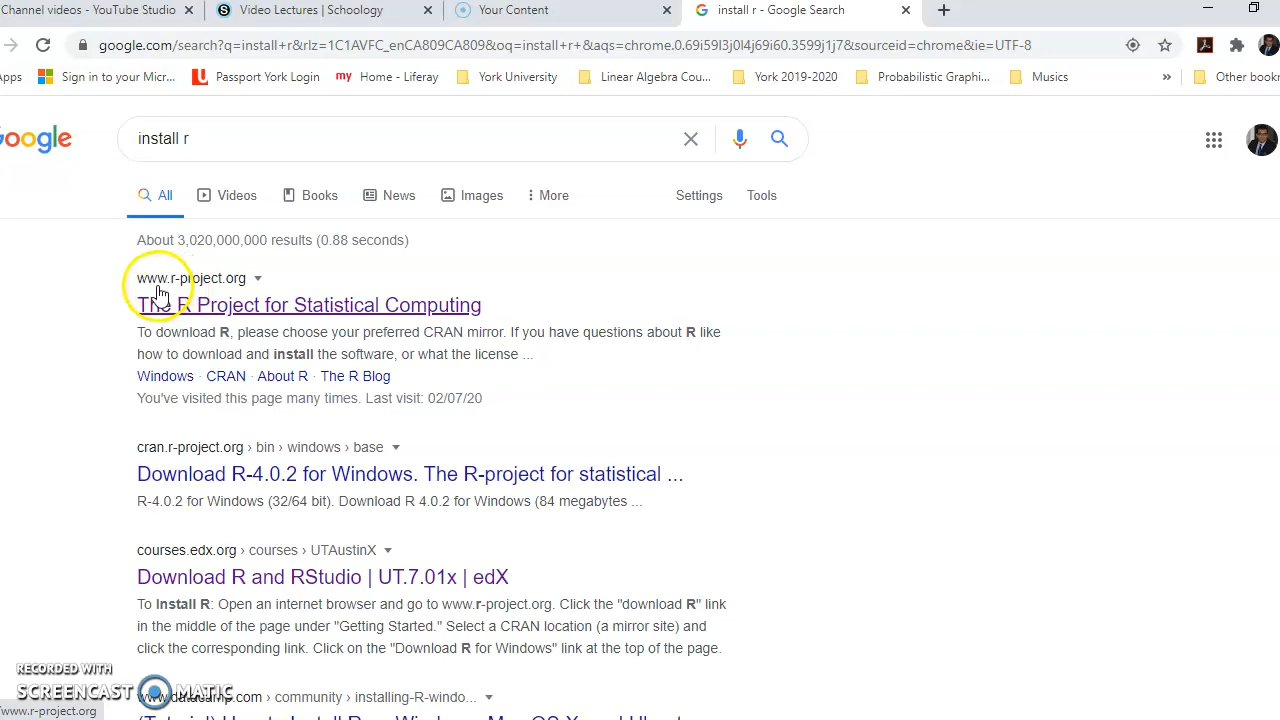 Channel videos - YouTube Studio
Video Lectures | Schoology
Your Content
install r - Google Search
google.com/search?q=install+r&rlz=1C1AVFC_enCA809CA809&oq=install+r+&aqs=chrome.0.69i59l3j0l4j69i60.3599j1j7&sourceid=chrome&ie=UTF-8
Apps
Sign in to your Micr...
Passport York Login
my Home - Liferay
York University
Linear Algebra Cou...
York 2019-2020
Probabilistic Graphi...
Musics
»
Other bookr
Google
install r
All
Videos
Books
News
Images
More
Settings
Tools
About 3,020,000,000 results (0.88 seconds)
www.r-project.org
The R Project for Statistical Computing
To download R, please choose your preferred CRAN mirror. If you have questions about R like
how to download and install the software, or what the license ...
Windows · CRAN · About R · The R Blog
You've visited this page many times. Last visit: 02/07/20
cran.r-project.org › bin › windows › base
Download R-4.0.2 for Windows. The R-project for statistical ...
R-4.0.2 for Windows (32/64 bit). Download R 4.0.2 for Windows (84 megabytes ...
courses.edx.org › courses › UTAustinX
Download R and RStudio | UT.7.01x | edX
To Install R: Open an internet browser and go to www.r-project.org. Click the "download R" link
in the middle of the page under "Getting Started." Select a CRAN location (a mirror site) and
click the corresponding link. Click on the "Download R for Windows" link at the top of the page.
RECORDED WITH
SCREENCAST MATIC
www.datacamp.com › community › installing-R-windo...
www.r-project.org